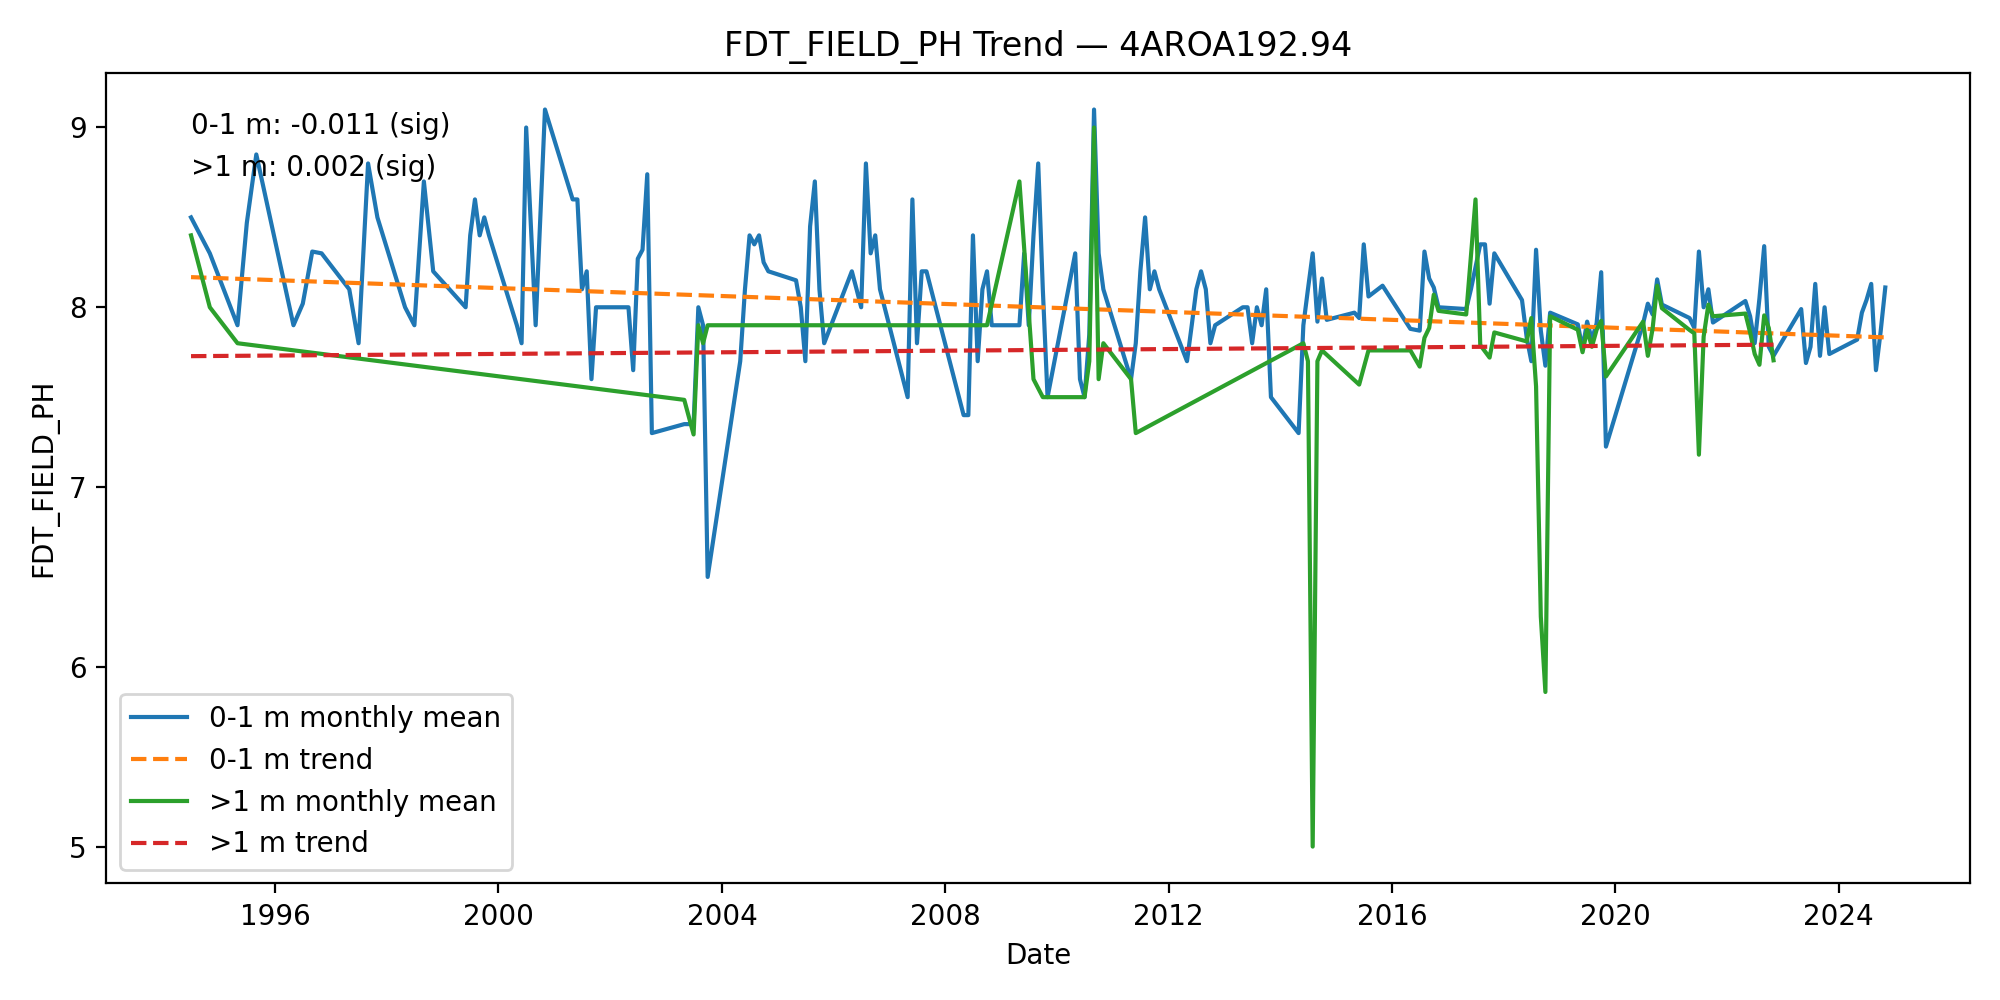 FDT_FIELD_PH Trend — 4AROA192.94
0-1 m: -0.011 (sig)
>1 m: 0.002 (sig)
FDT_FIELD_PH
9
8
7
6
5
0-1 m monthly mean
0-1 m trend
>1 m monthly mean
>1 m trend
1996 2000 2004 2008 2012 2016 2020 2024
Date